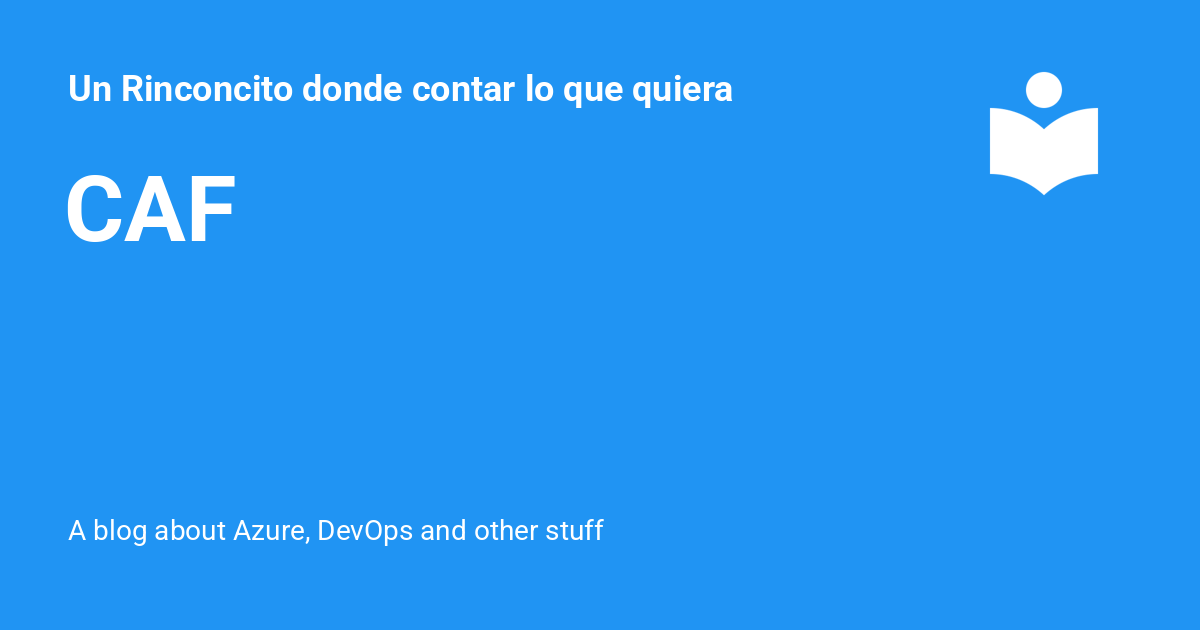 Un Rinconcito donde contar lo que quiera
CAF
A blog about Azure, DevOps and other stuff